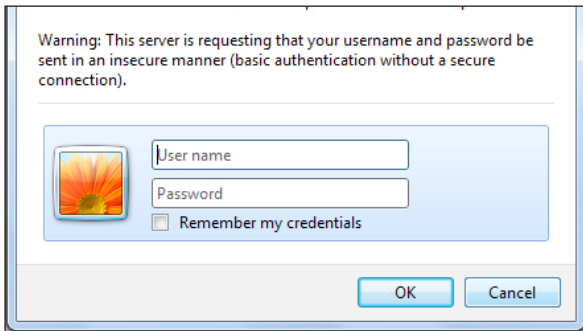 Warning: This server is requesting that your username and password be
sent in an insecure manner (basic authentication without a secure
connection).
User name
Password
Remember my credentials
OK
Cancel